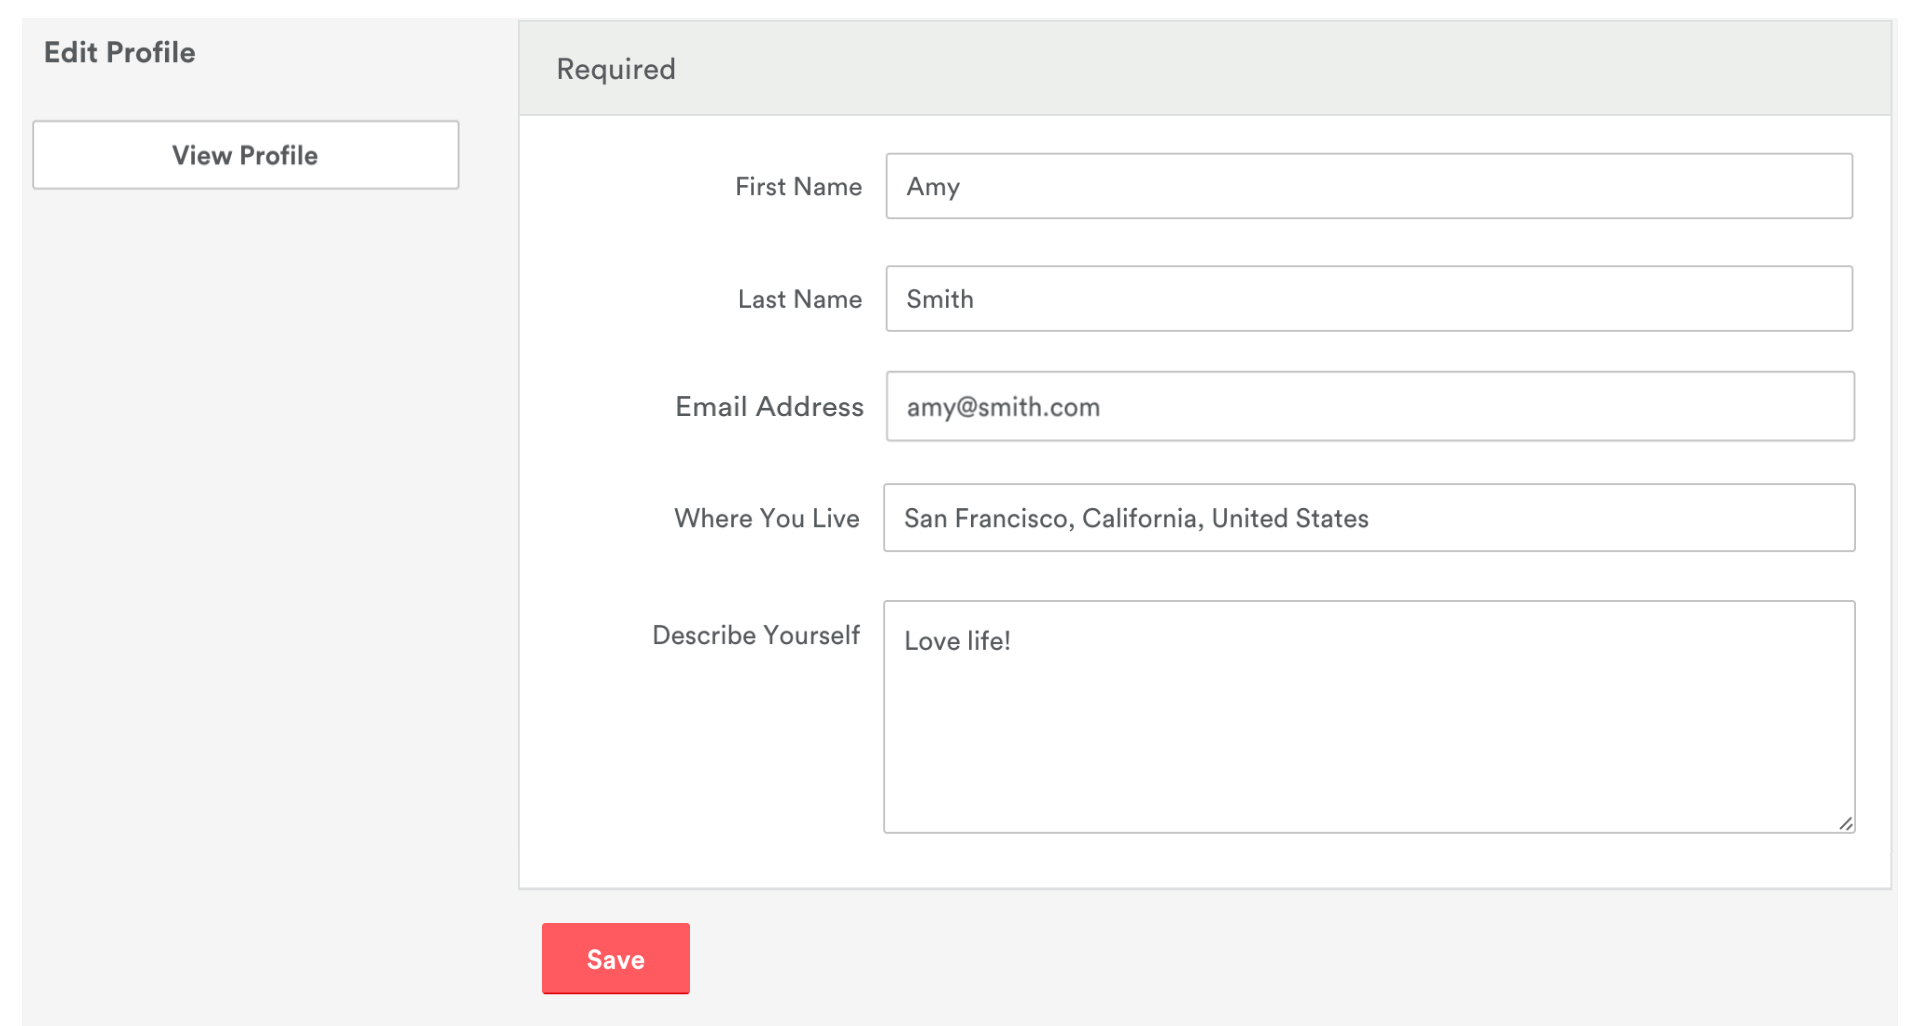 Edit Profile
View Profile
Required
First Name Amy
Last Name Smith
Email Address amy@smith.com
Where You Live San Francisco, California, United States
Describe Yourself Love life!
Save